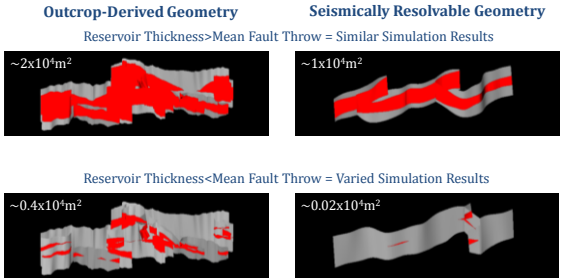 Outcrop-Derived Geometry
Seismically Resolvable Geometry
Reservoir Thickness>Mean Fault Throw = Similar Simulation Results
~2x10⁴m²
~1x10⁴m²
Reservoir Thickness<Mean Fault Throw = Varied Simulation Results
~0.4x10⁴m²
~0.02x10⁴m²